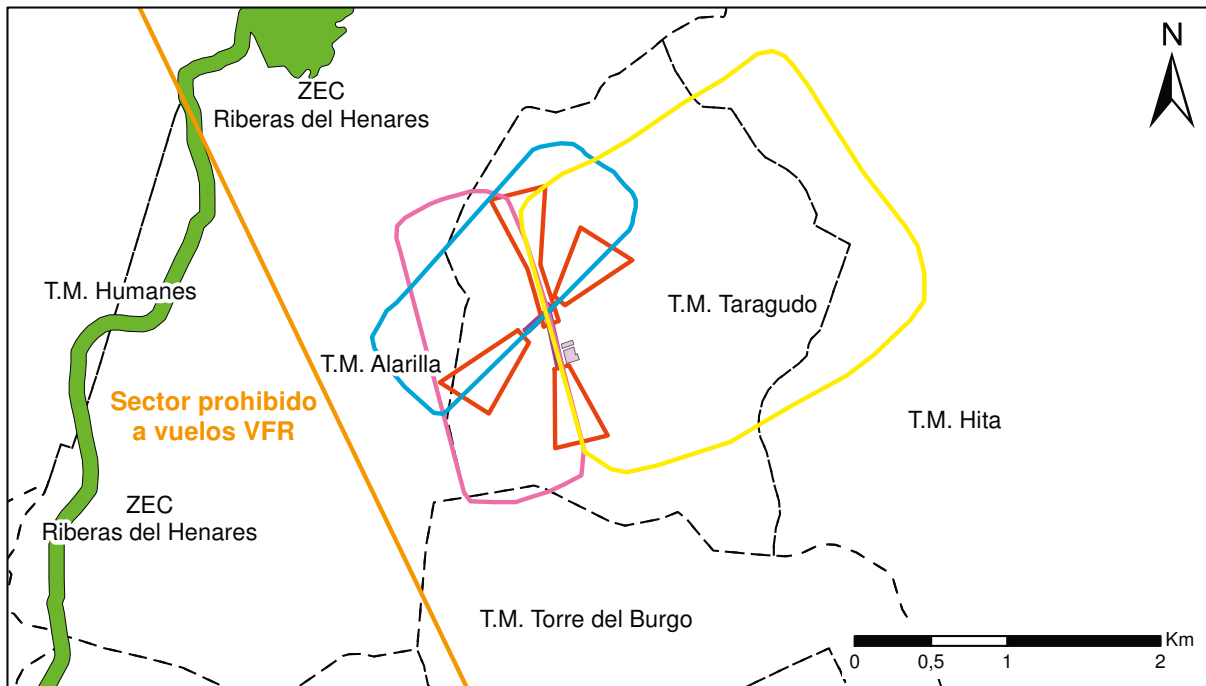 N
ZEC
Riberas del Henares
T.M. Humanes
T.M. Taragudo
T.M. Alarilla
Sector prohibido
a vuelos VFR
T.M. Hita
ZEC
Riberas del Henares
T.M. Torre del Burgo
Km
0 0,5 1 2